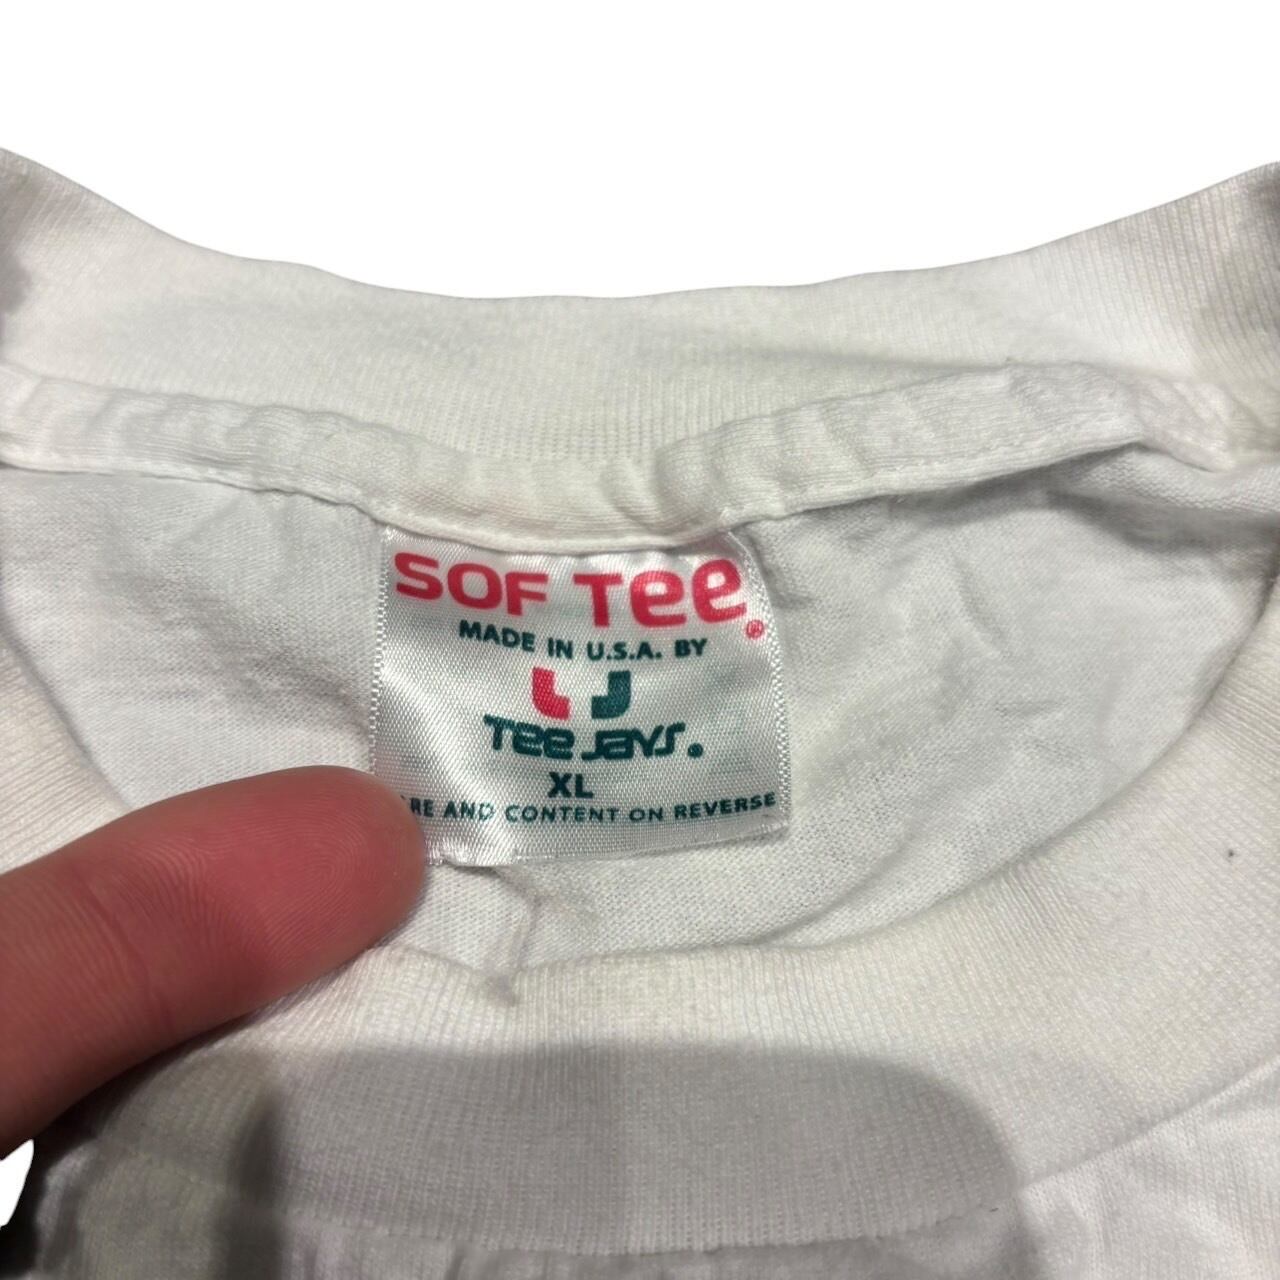 SOF Tee®
MADE IN U.S.A. BY
Tee Jays.
XL
RE AND CONTENT ON REVERSE